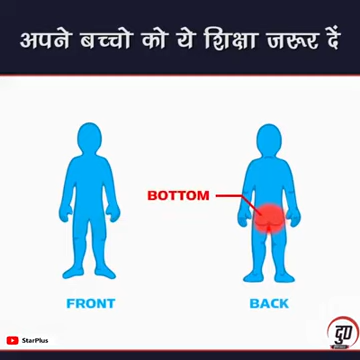 अपने बच्चो को ये शिक्षा जरूर दें
BOTTOM
FRONT
BACK
StarPlus